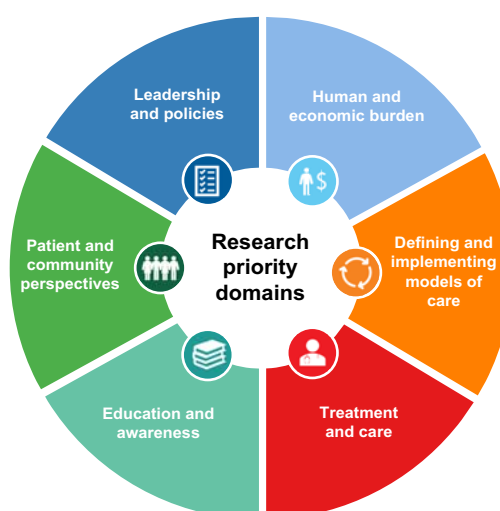 Leadership
and policies
Human and
economic burden
Patient and
community
perspectives
Research
priority
domains
Defining and
implementing
models of
care
Education and
awareness
Treatment
and care
$